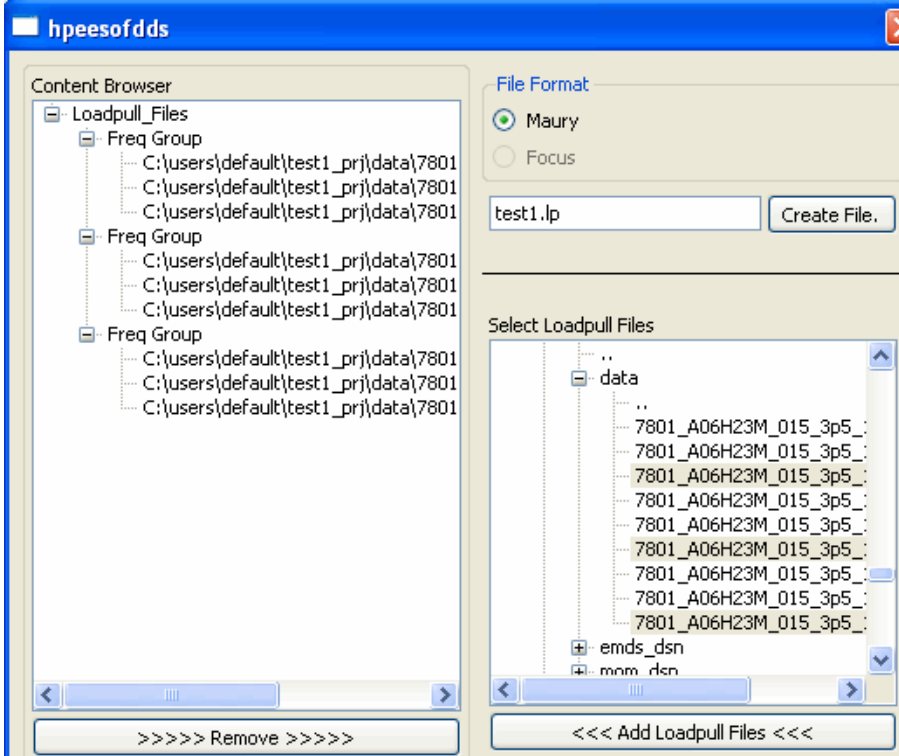 hpeesofdds
Content Browser
Loadpull_Files
Freq Group
C:\users\default\test1_prj\data\7801
C:\users\default\test1_prj\data\7801
C:\users\default\test1_prj\data\7801
Freq Group
C:\users\default\test1_prj\data\7801
C:\users\default\test1_prj\data\7801
C:\users\default\test1_prj\data\7801
Freq Group
C:\users\default\test1_prj\data\7801
C:\users\default\test1_prj\data\7801
C:\users\default\test1_prj\data\7801
>>>>> Remove >>>>>
File Format
Maury
Focus
test1.lp
Create File.
Select Loadpull Files
..
data
..
7801_A06H23M_015_3p5_
7801_A06H23M_015_3p5_
7801_A06H23M_015_3p5_
7801_A06H23M_015_3p5_
7801_A06H23M_015_3p5_
7801_A06H23M_015_3p5_
7801_A06H23M_015_3p5_
7801_A06H23M_015_3p5_
7801_A06H23M_015_3p5_
emds_dsn
mom_dsn
<<< Add Loadpull Files <<<